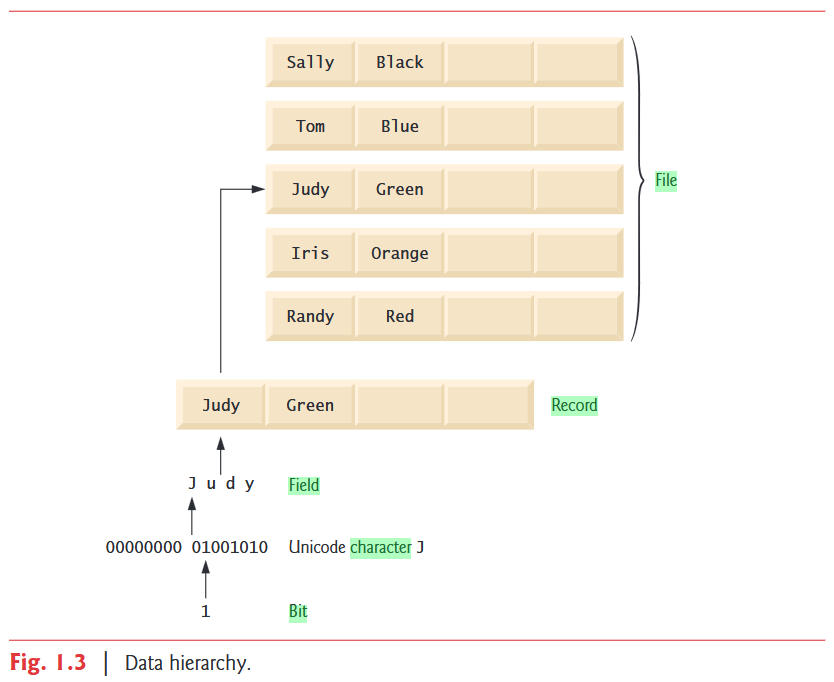 Sally Black
Tom Blue
Judy Green
File
Iris Orange
Randy Red
Judy Green Record
J u d y Field
00000000 01001010 Unicode character J
1 Bit
Fig. 1.3 | Data hierarchy.